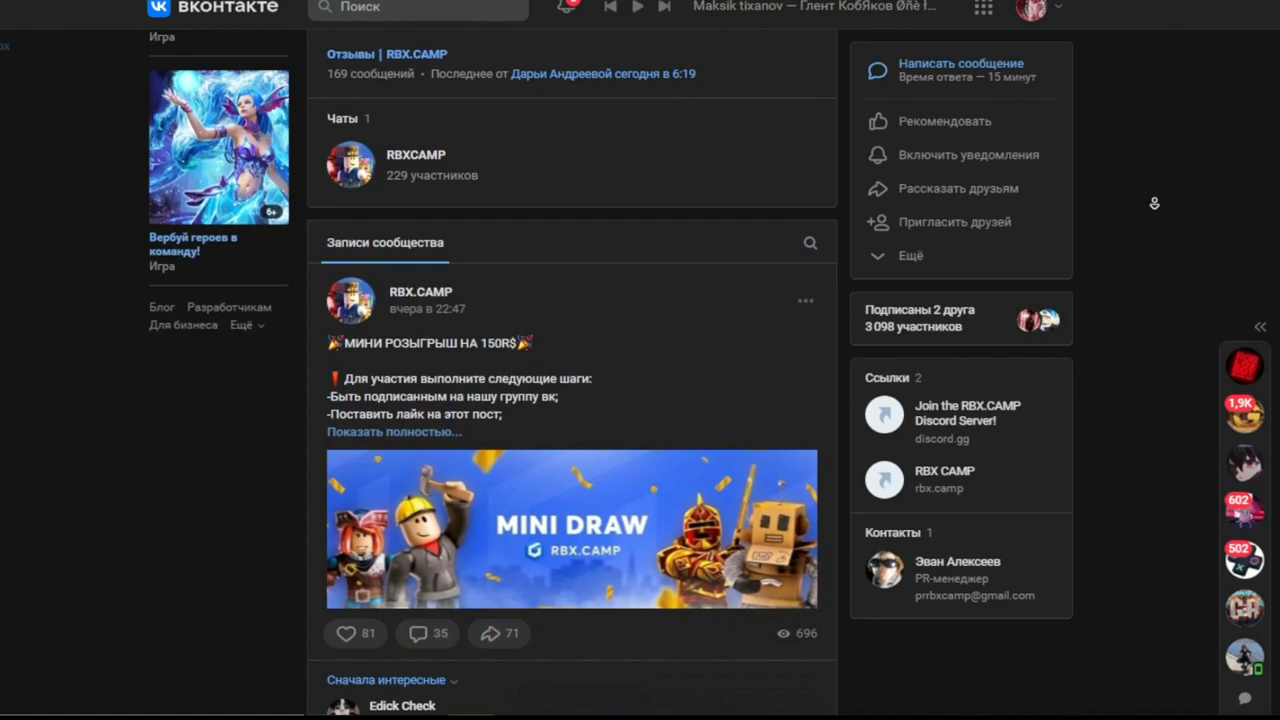 вконтакте
Поиск
Игра
6+
Вербуй героев в
команду!
Игра
Блог Разработчикам
Для бизнеса Ещё
Отзывы | RBX.CAMP
169 сообщений · Последнее от Дарьи Андреевой сегодня в 6:19
Чаты 1
RBXCAMP
229 участников
Записи сообщества
RBX.CAMP
вчера в 22:47
🎉МИНИ РОЗЫГРЫШ НА 150R$🎉
❗Для участия выполните следующие шаги:
-Быть подписанным на нашу группу вк;
-Поставить лайк на этот пост;
Показать полностью...
MINI DRAW
RBX.CAMP
81 35 71 696
Сначала интересные
Edick Check
Написать сообщение
Время ответа — 15 минут
Рекомендовать
Включить уведомления
Рассказать друзьям
Пригласить друзей
Ещё
Подписаны 2 друга
3 098 участников
Ссылки 2
Join the RBX.CAMP
Discord Server!
discord.gg
RBX CAMP
rbx.camp
Контакты 1
Эван Алексеев
PR-менеджер
prrbxcamp@gmail.com
1,9K
602
502